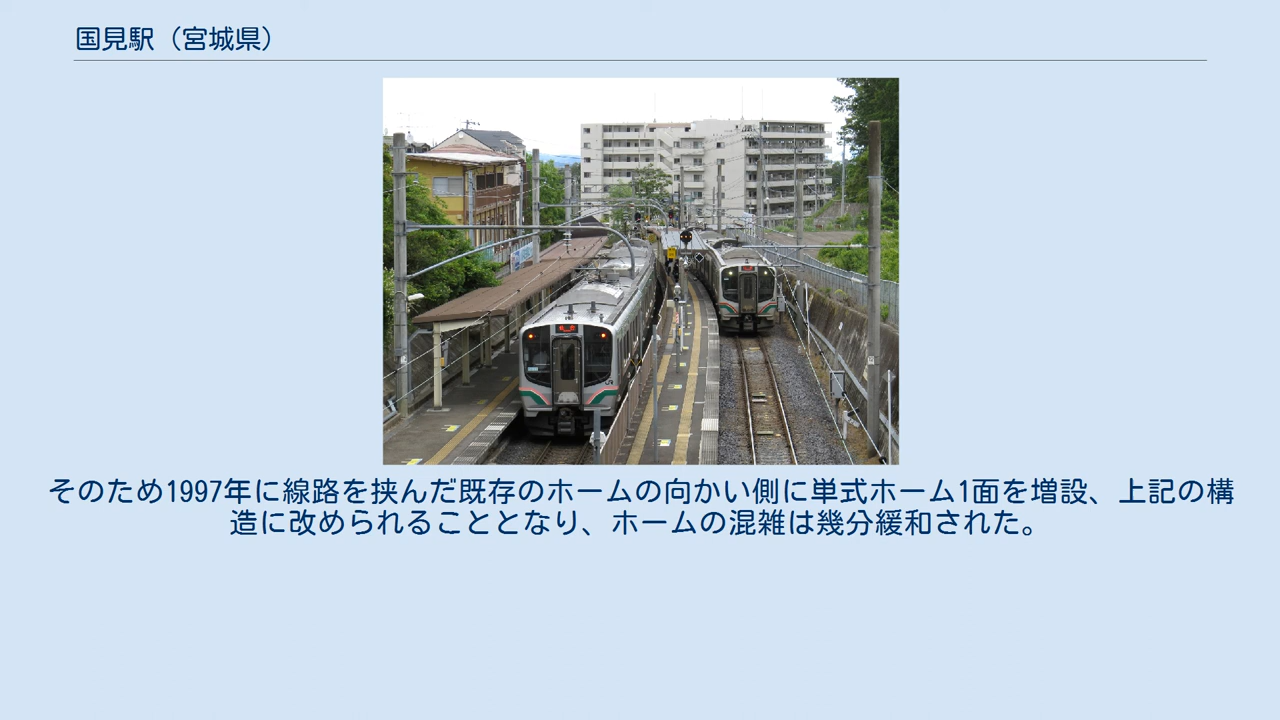 国見駅（宮城県）
そのため1997年に線路を挟んだ既存のホームの向かい側に単式ホーム1面を増設、上記の構
造に改められることとなり、ホームの混雑は幾分緩和された。